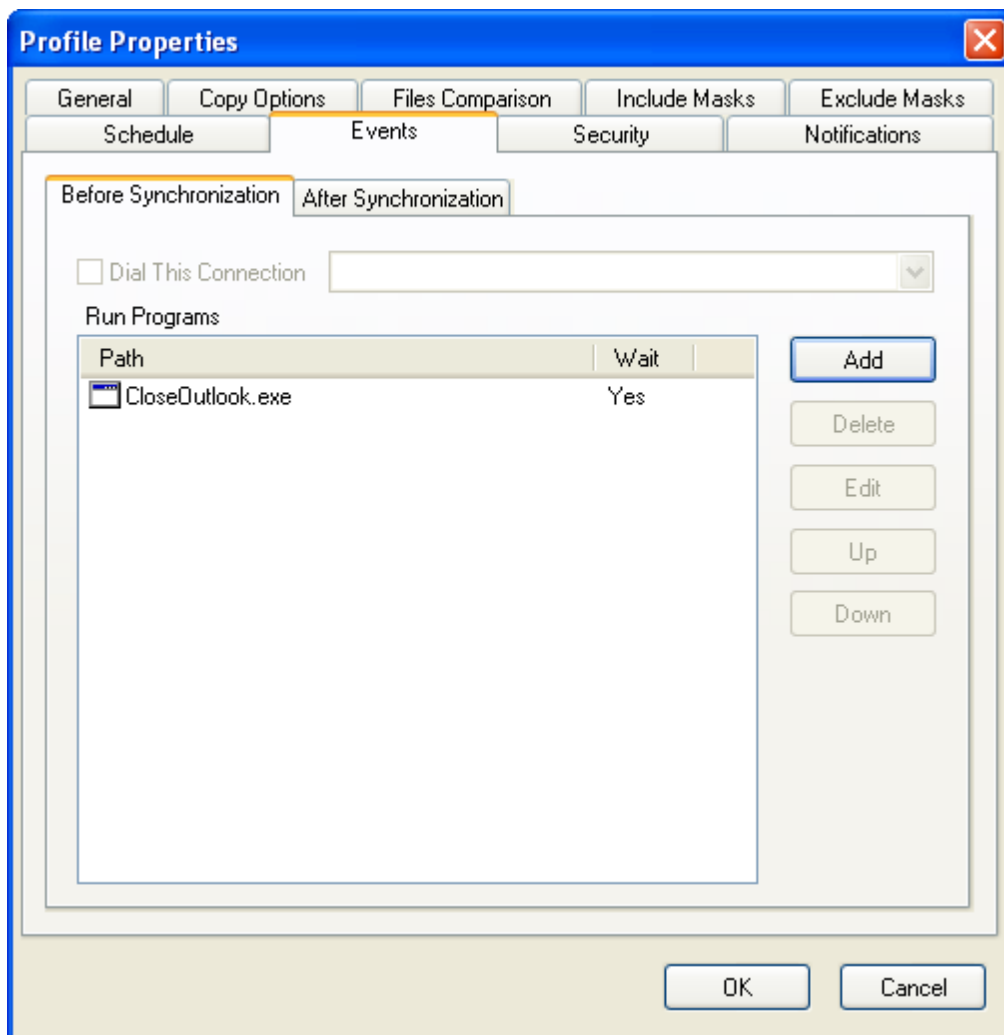 Profile Properties
General Copy Options Files Comparison Include Masks Exclude Masks
Schedule Events Security Notifications
Before Synchronization After Synchronization
Dial This Connection
Run Programs
Path Wait Add
CloseOutlook.exe Yes
Delete
Edit
Up
Down
OK Cancel